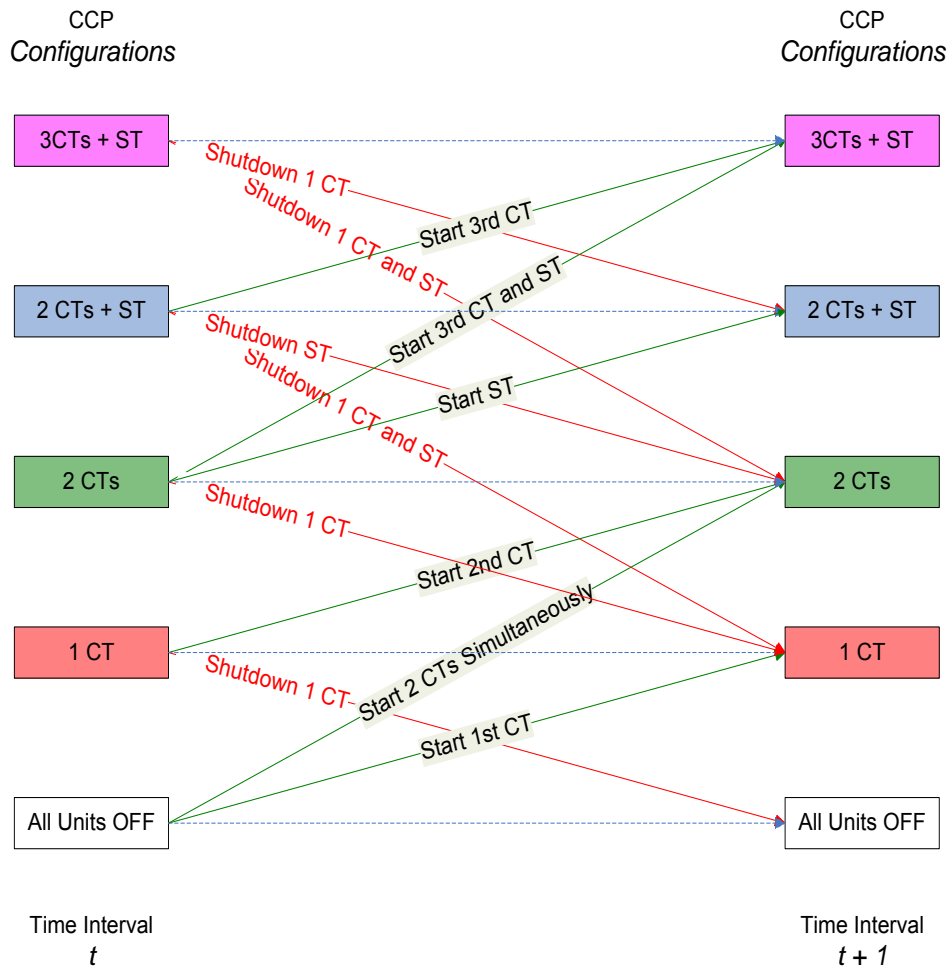 CCP
Configurations
CCP
Configurations
3CTs + ST
3CTs + ST
Shutdown 1 CT
Shutdown 1 CT and ST
Start 3rd CT
2 CTs + ST
2 CTs + ST
Start 3rd CT and ST
Shutdown ST
Shutdown 1 CT and ST
Start ST
2 CTs
2 CTs
Shutdown 1 CT
Start 2nd CT
Start 2 CTs Simultaneously
1 CT
1 CT
Shutdown 1 CT
Start 1st CT
All Units OFF
All Units OFF
Time Interval
t
Time Interval
t + 1